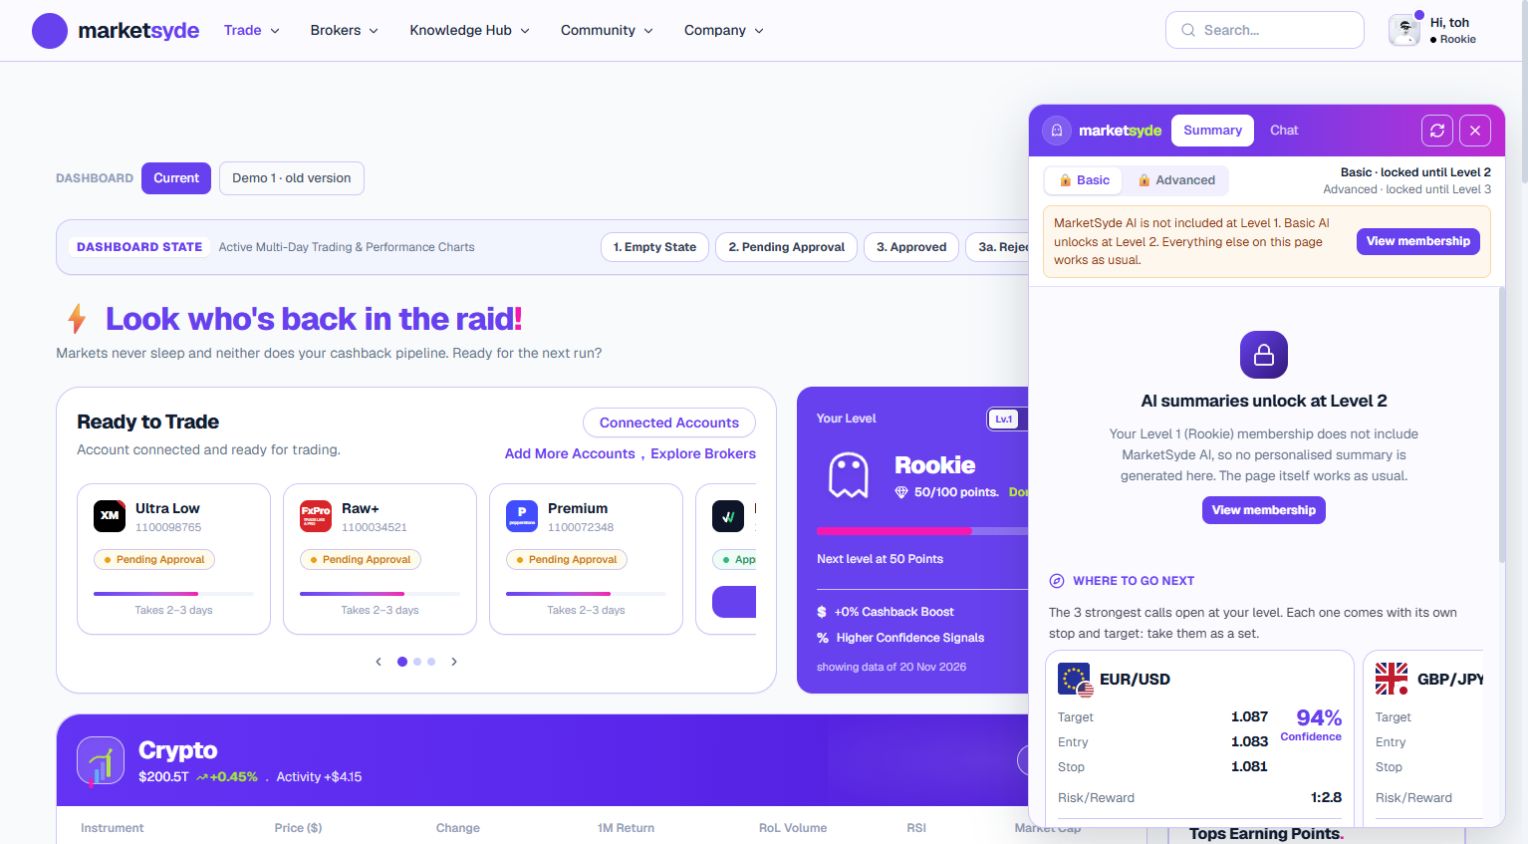 marketsyde
Trade
Brokers
Knowledge Hub
Community
Company
Search...
Hi, toh
Rookie
DASHBOARD
Current
Demo 1 · old version
DASHBOARD STATE
Active Multi-Day Trading & Performance Charts
1. Empty State
2. Pending Approval
3. Approved
3a. Rejec
Look who's back in the raid!
Markets never sleep and neither does your cashback pipeline. Ready for the next run?
Ready to Trade
Account connected and ready for trading.
Connected Accounts
Add More Accounts , Explore Brokers
XM
Ultra Low
1100098765
Pending Approval
Takes 2–3 days
FxPro
Raw+
1100034521
Pending Approval
Takes 2–3 days
P
pepperstone
Premium
1100072348
Pending Approval
Takes 2–3 days
App
Your Level
Lv.1
Rookie
50/100 points. Don
Next level at 50 Points
$ +0% Cashback Boost
% Higher Confidence Signals
showing data of 20 Nov 2026
Crypto
$200.5T +0.45% . Activity +$4.15
Instrument
Price ($)
Change
1M Return
RoL Volume
RSI
Market Cap
marketsyde
Summary
Chat
Basic
Advanced
Basic · locked until Level 2
Advanced · locked until Level 3
MarketSyde AI is not included at Level 1. Basic AI
unlocks at Level 2. Everything else on this page
works as usual.
View membership
AI summaries unlock at Level 2
Your Level 1 (Rookie) membership does not include
MarketSyde AI, so no personalised summary is
generated here. The page itself works as usual.
View membership
WHERE TO GO NEXT
The 3 strongest calls open at your level. Each one comes with its own
stop and target: take them as a set.
EUR/USD
Target 1.087
94%
Confidence
Entry 1.083
Stop 1.081
Risk/Reward 1:2.8
GBP/JPY
Target
Entry
Stop
Risk/Reward
Tops Earning Points.